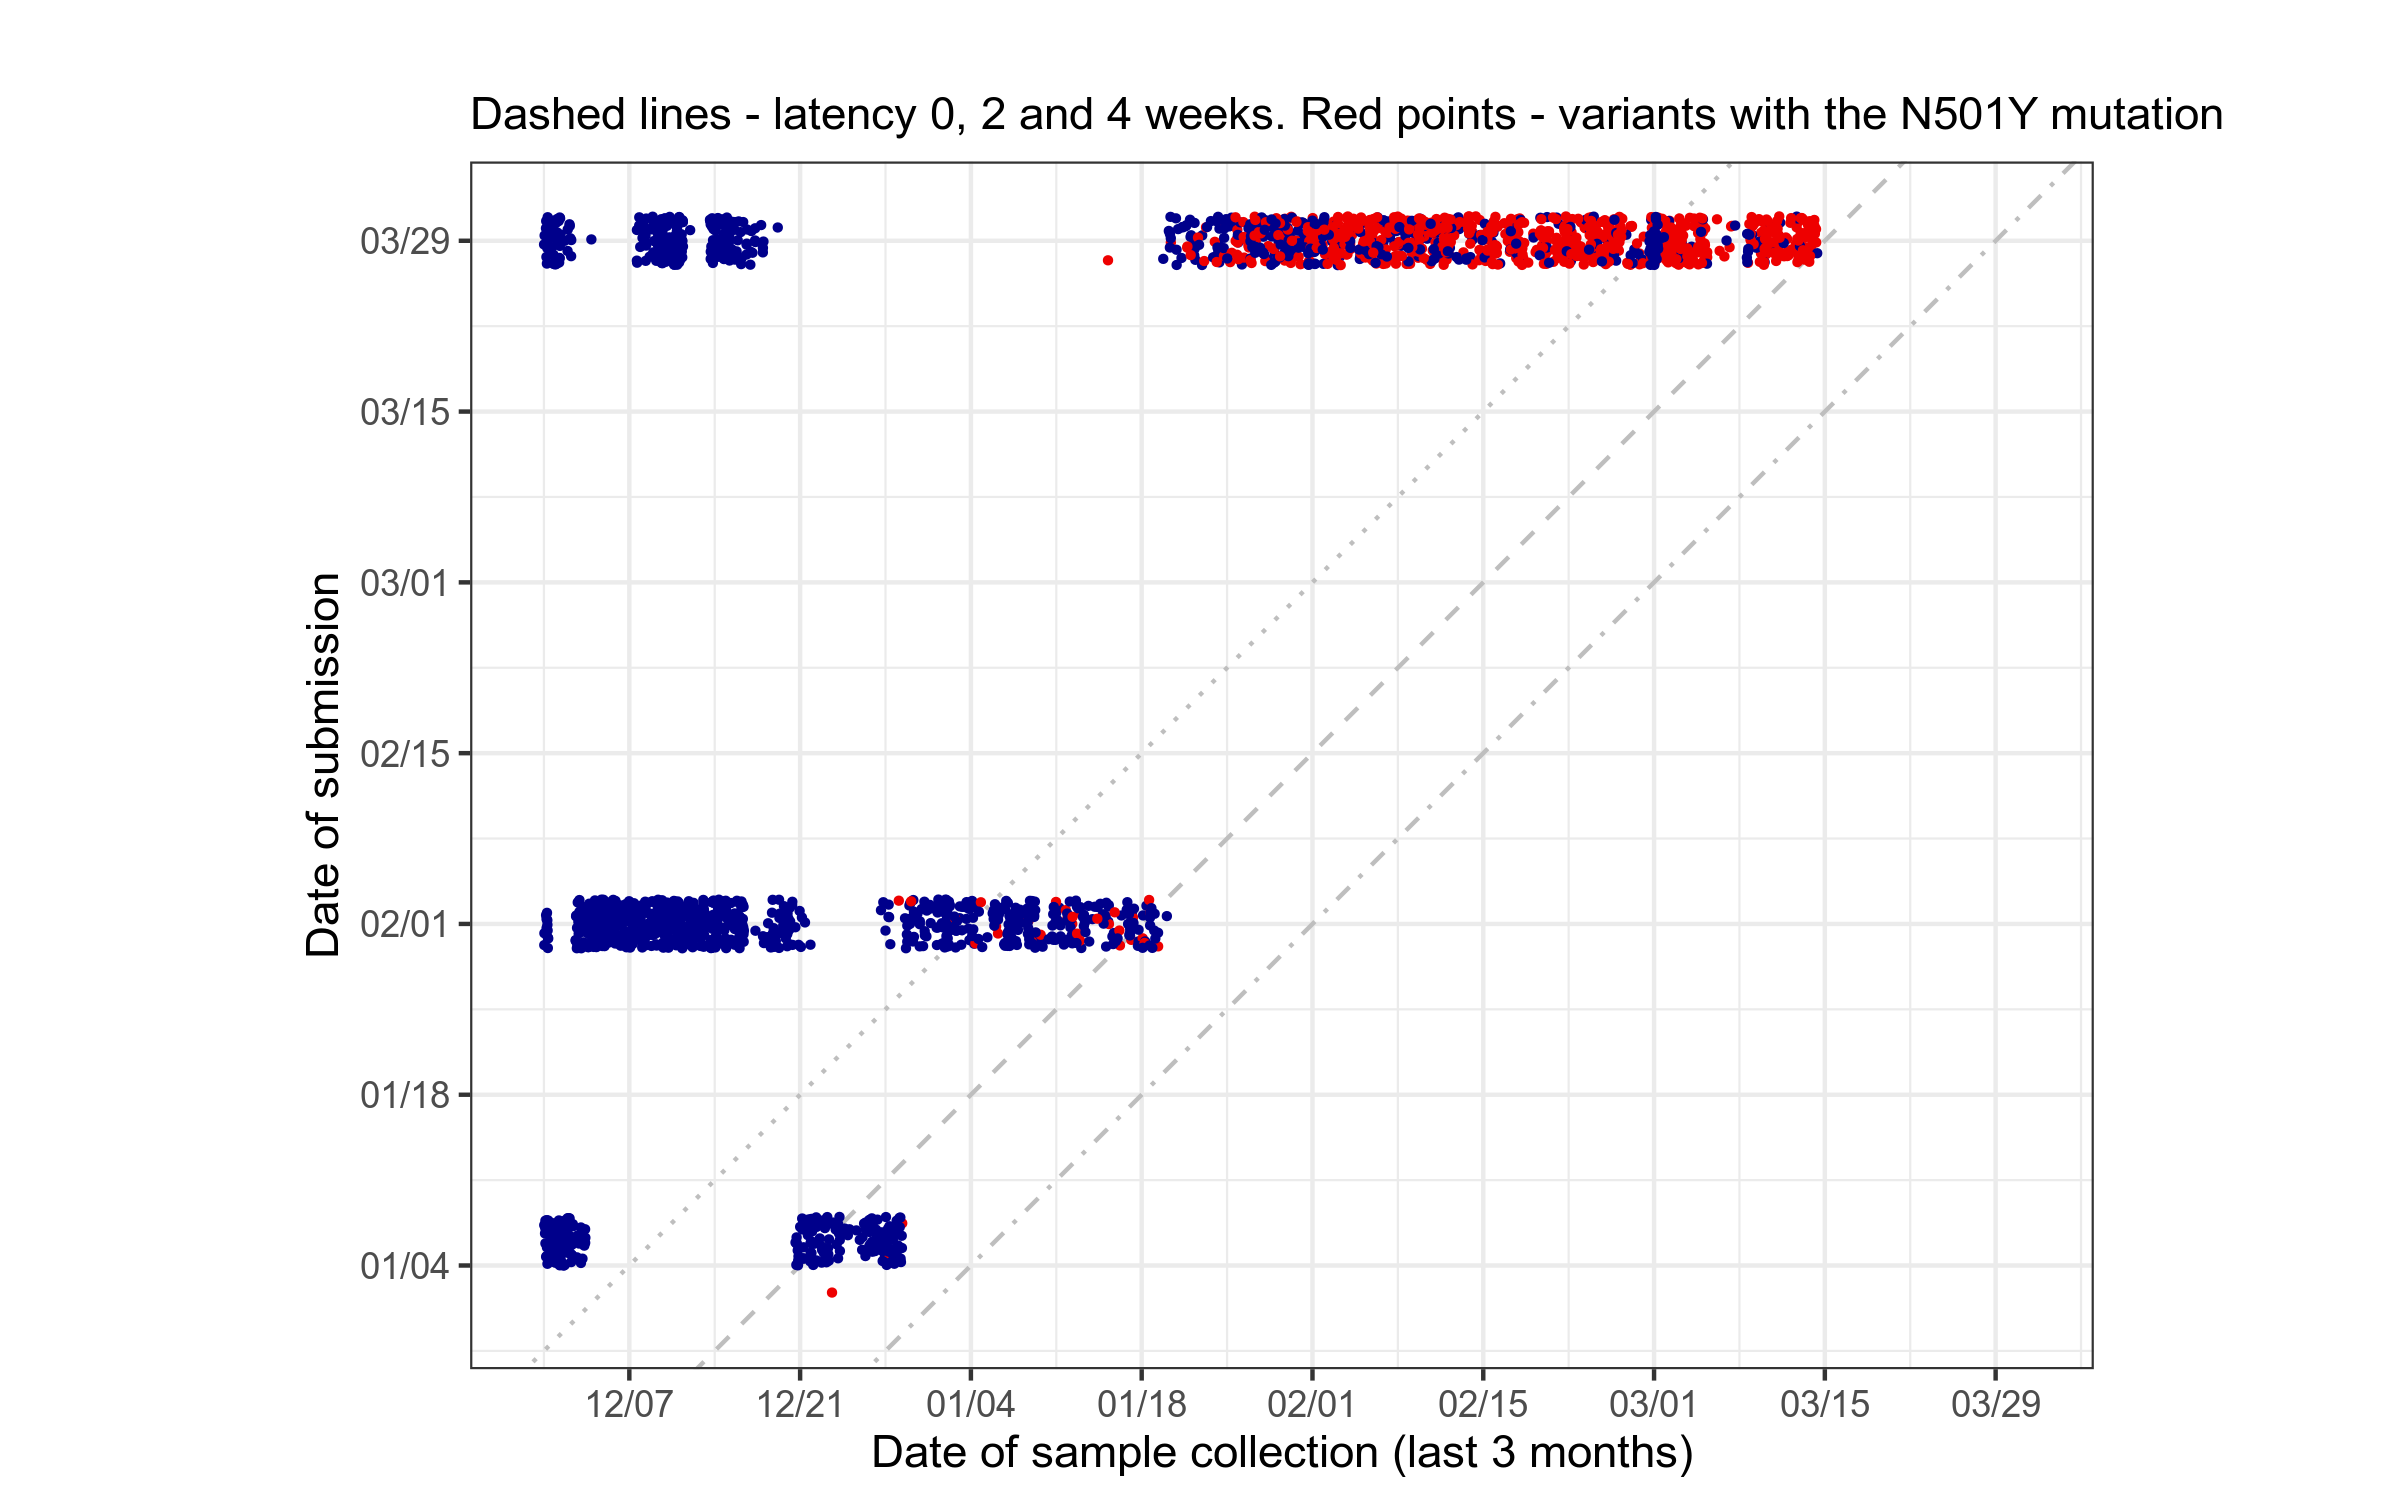 Dashed lines - latency 0, 2 and 4 weeks. Red points - variants with the N501Y mutation
Date of submission
03/29
03/15
03/01
02/15
02/01
01/18
01/04
12/07 12/21 01/04 01/18 02/01 02/15 03/01 03/15 03/29
Date of sample collection (last 3 months)